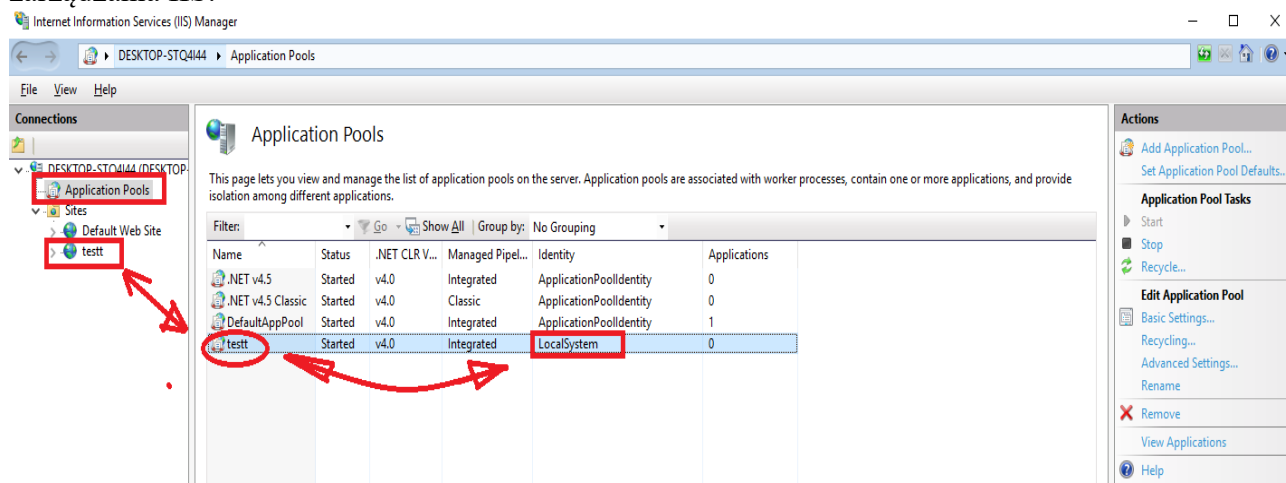 Internet Information Services (IIS) Manager
DESKTOP-STQ4I44 Application Pools
File View Help
Connections
DESKTOP-STQ4I44 (DESKTOP-
Application Pools
Sites
Default Web Site
testt
Application Pools
This page lets you view and manage the list of application pools on the server. Application pools are associated with worker processes, contain one or more applications, and provide
isolation among different applications.
Filter: Go Show All Group by: No Grouping
Name Status .NET CLR V... Managed Pipel... Identity Applications
.NET v4.5 Started v4.0 Integrated ApplicationPoolIdentity 0
.NET v4.5 Classic Started v4.0 Classic ApplicationPoolIdentity 0
DefaultAppPool Started v4.0 Integrated ApplicationPoolIdentity 1
testt Started v4.0 Integrated LocalSystem 0
Actions
Add Application Pool...
Set Application Pool Defaults...
Application Pool Tasks
Start
Stop
Recycle...
Edit Application Pool
Basic Settings...
Recycling...
Advanced Settings...
Rename
Remove
View Applications
Help